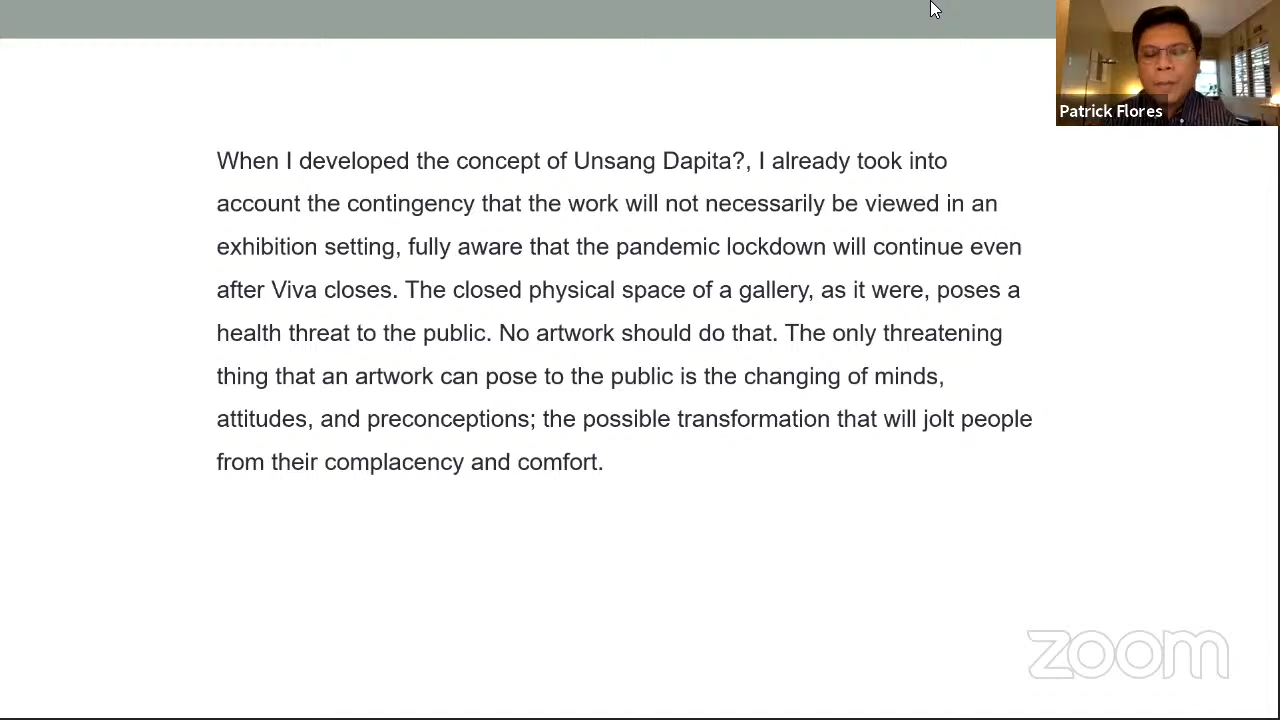 Patrick Flores
When I developed the concept of Unsang Dapita?, I already took into
account the contingency that the work will not necessarily be viewed in an
exhibition setting, fully aware that the pandemic lockdown will continue even
after Viva closes. The closed physical space of a gallery, as it were, poses a
health threat to the public. No artwork should do that. The only threatening
thing that an artwork can pose to the public is the changing of minds,
attitudes, and preconceptions; the possible transformation that will jolt people
from their complacency and comfort.
zoom